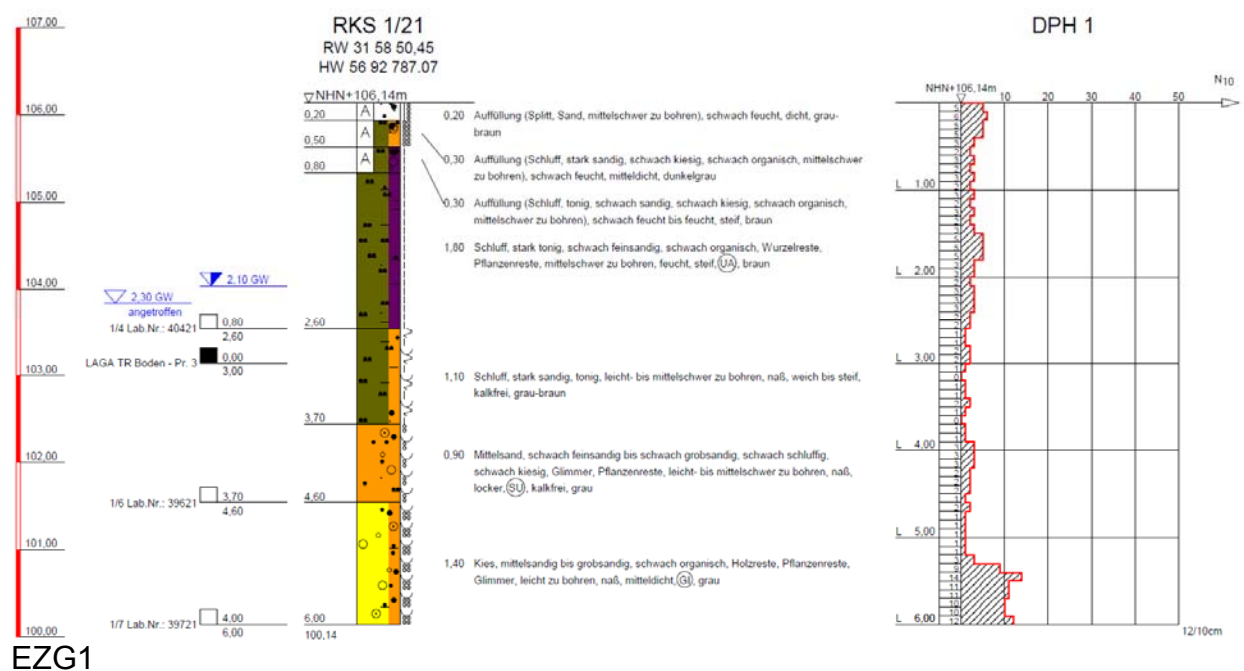 107,00
106,00
105,00
104,00
103,00
102,00
101,00
100,00
EZG1
RKS 1/21
RW 31 58 50,45
HW 56 92 787.07
NHN+106,14m
0,20
0,50
0,80
2,60
3,70
4,60
6,00
100,14
A
A
A
2,10 GW
2,30 GW
angetroffen
1/4 Lab.Nr.: 40421
0,80
2,60
LAGA TR Boden - Pr. 3
0,00
3,00
1/6 Lab.Nr.: 39621
3,70
4,60
1/7 Lab.Nr.: 39721
4,00
6,00
0,20 Auffüllung (Splitt, Sand, mittelschwer zu bohren), schwach feucht, dicht, grau-
braun
0,30 Auffüllung (Schluff, stark sandig, schwach kiesig, schwach organisch, mittelschwer
zu bohren), schwach feucht, mitteldicht, dunkelgrau
0,30 Auffüllung (Schluff, tonig, schwach sandig, schwach kiesig, schwach organisch,
mittelschwer zu bohren), schwach feucht bis feucht, steif, braun
1,80 Schluff, stark tonig, schwach feinsandig, schwach organisch, Wurzelreste,
Pflanzenreste, mittelschwer zu bohren, feucht, steif, UA, braun
1,10 Schluff, stark sandig, tonig, leicht- bis mittelschwer zu bohren, naß, weich bis steif,
kalkfrei, grau-braun
0,90 Mittelsand, schwach feinsandig bis schwach grobsandig, schwach schluffig,
schwach kiesig, Glimmer, Pflanzenreste, leicht- bis mittelschwer zu bohren, naß,
locker, SU, kalkfrei, grau
1,40 Kies, mittelsandig bis grobsandig, schwach organisch, Holzreste, Pflanzenreste,
Glimmer, leicht zu bohren, naß, mitteldicht, GI, grau
DPH 1
NHN+106,14m
10 20 30 40 50
N10
L 1,00
L 2,00
L 3,00
L 4,00
L 5,00
L 6,00
9
14
11
11
10
10
12
12/10cm